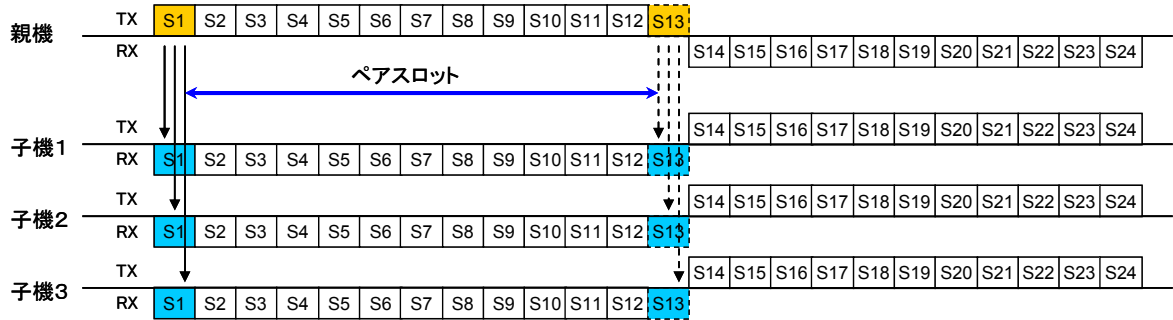 TX S1 S2 S3 S4 S5 S6 S7 S8 S9 S10 S11 S12 S13
親機
RX S14 S15 S16 S17 S18 S19 S20 S21 S22 S23 S24
ペアスロット
TX S14 S15 S16 S17 S18 S19 S20 S21 S22 S23 S24
子機1
RX S1 S2 S3 S4 S5 S6 S7 S8 S9 S10 S11 S12 S13
TX S14 S15 S16 S17 S18 S19 S20 S21 S22 S23 S24
子機2
RX S1 S2 S3 S4 S5 S6 S7 S8 S9 S10 S11 S12 S13
TX S14 S15 S16 S17 S18 S19 S20 S21 S22 S23 S24
子機3
RX S1 S2 S3 S4 S5 S6 S7 S8 S9 S10 S11 S12 S13